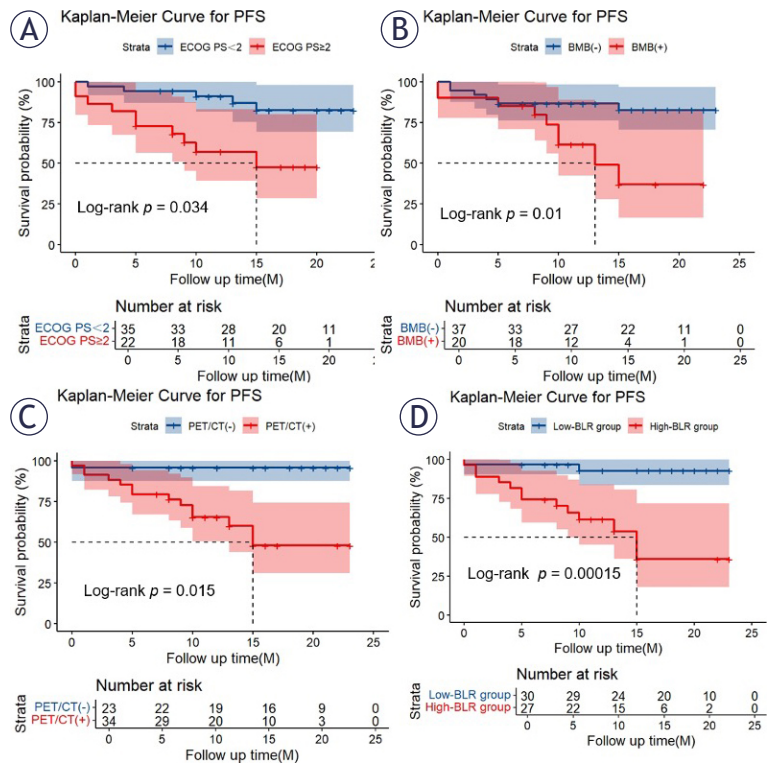 A
Kaplan-Meier Curve for PFS
Strata ECOG PS<2 ECOG PS≥2
Survival probability (%)
100
75
50
25
0
Log-rank p = 0.034
0 5 10 15 20 25
Follow up time(M)
Number at risk
Strata
ECOG PS<2 35 33 28 20 11
ECOG PS≥2 22 18 11 6 1
0 5 10 15 20
Follow up time(M)
B
Kaplan-Meier Curve for PFS
Strata BMB(-) BMB(+)
Survival probability (%)
100
75
50
25
0
Log-rank p = 0.01
0 5 10 15 20 25
Follow up time(M)
Number at risk
Strata
BMB(-) 37 33 27 22 11 0
BMB(+) 20 18 12 4 1 0
0 5 10 15 20 25
Follow up time(M)
C
Kaplan-Meier Curve for PFS
Strata PET/CT(-) PET/CT(+)
Survival probability (%)
100
75
50
25
0
Log-rank p = 0.015
0 5 10 15 20 25
Follow up time(M)
Number at risk
Strata
PET/CT(-) 23 22 19 16 9 0
PET/CT(+) 34 29 20 10 3 0
0 5 10 15 20 25
Follow up time(M)
D
Kaplan-Meier Curve for PFS
Strata Low-BLR group High-BLR group
Survival probability (%)
100
75
50
25
0
Log-rank p = 0.00015
0 5 10 15 20 25
Follow up time(M)
Number at risk
Strata
Low-BLR group 30 29 24 20 10 0
High-BLR group 27 22 15 6 2 0
0 5 10 15 20 25
Follow up time(M)